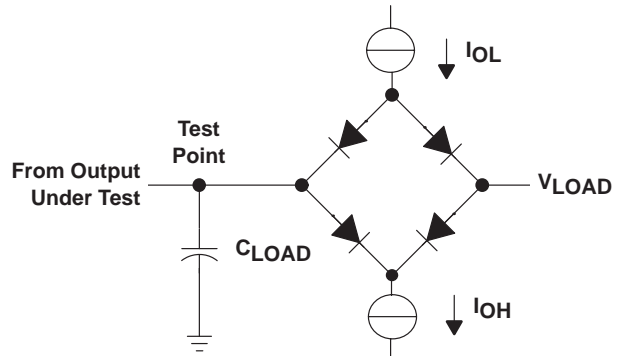 IOL
Test
Point
From Output
Under Test
VLOAD
CLOAD
IOH